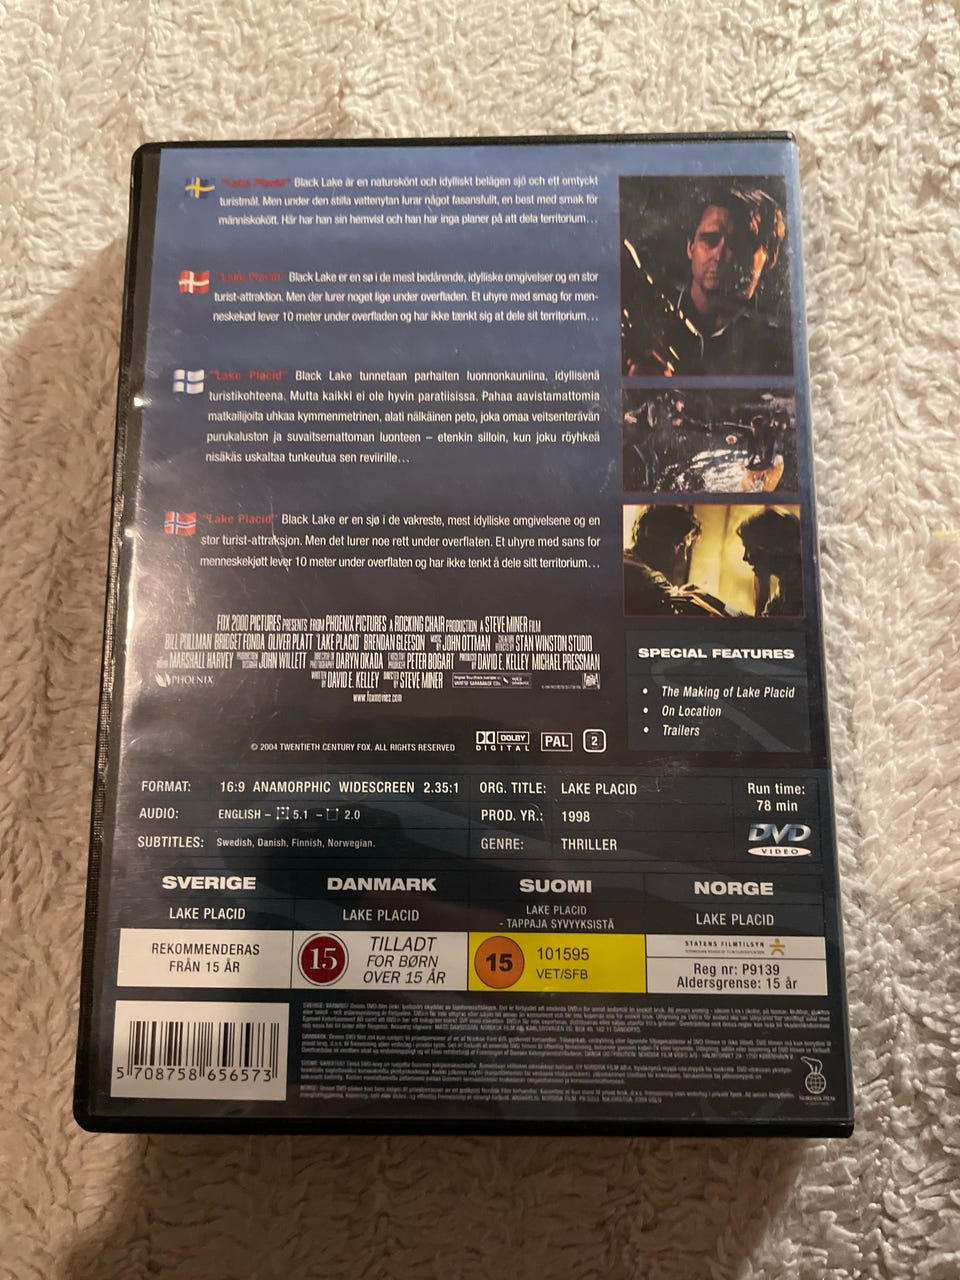 "Lake Placid" Black Lake är en naturskönt och idylliskt belägen sjö och ett omtyckt
turistmål. Men under den stilla vattenytan lurar något fasansfullt, en best med smak för
människokött. Här har han sin hemvist och han har inga planer på att dela territorium...
"Lake Placid" Black Lake er en sø i de mest bedårende, idylliske omgivelser og en stor
turist-attraktion. Men der lurer noget lige under overfladen. Et uhyre med smag for men-
neskekød lever 10 meter under overfladen og har ikke tænkt sig at dele sit territorium...
"Lake Placid" Black Lake tunnetaan parhaiten luonnonkauniina, idyllisenä
turistikohteena. Mutta kaikki ei ole hyvin paratiisissa. Pahaa aavistamattomia
matkailijoita uhkaa kymmenmetrinen, alati nälkäinen peto, joka omaa veitsenterävän
purukaluston ja suvaitsemattoman luonteen – etenkin silloin, kun joku röyhkeä
nisäkäs uskaltaa tunkeutua sen reviirille...
"Lake Placid" Black Lake er en sjø i de vakreste, mest idylliske omgivelsene og en
stor turist-attraksjon. Men det lurer noe rett under overflaten. Et uhyre med sans for
menneskekjøtt lever 10 meter under overflaten og har ikke tenkt å dele sitt territorium...
FOX 2000 PICTURES PRESENTS FROM PHOENIX PICTURES A ROCKING CHAIR PRODUCTION A STEVE MINER FILM
BILL PULLMAN BRIDGET FONDA OLIVER PLATT "LAKE PLACID" BRENDAN GLEESON MUSIC BY JOHN OTTMAN STAN WINSTON STUDIO
MARSHALL HARVEY PRODUCTION DESIGN JOHN WILLETT DIRECTOR OF PHOTOGRAPHY DARYN OKADA EXECUTIVE PRODUCER PETER BOGART PRODUCED BY DAVID E. KELLEY MICHAEL PRESSMAN
WRITTEN BY DAVID E. KELLEY DIRECTED BY STEVE MINER
PHOENIX
www.foxmovies.com
SPECIAL FEATURES
• The Making of Lake Placid
• On Location
• Trailers
© 2004 TWENTIETH CENTURY FOX. ALL RIGHTS RESERVED
DOLBY DIGITAL PAL 2
FORMAT: 16:9 ANAMORPHIC WIDESCREEN 2.35:1
AUDIO: ENGLISH – 5.1 – 2.0
SUBTITLES: Swedish, Danish, Finnish, Norwegian.
ORG. TITLE: LAKE PLACID
PROD. YR.: 1998
GENRE: THRILLER
Run time:
78 min
DVD
VIDEO
SVERIGE
LAKE PLACID
REKOMMENDERAS
FRÅN 15 ÅR
DANMARK
LAKE PLACID
15
TILLADT
FOR BØRN
OVER 15 ÅR
SUOMI
LAKE PLACID
- TAPPAJA SYVYYKSISTÄ
15
101595
VET/SFB
NORGE
LAKE PLACID
STATENS FILMTILSYN
Reg nr: P9139
Aldersgrense: 15 år
5 708758 656573